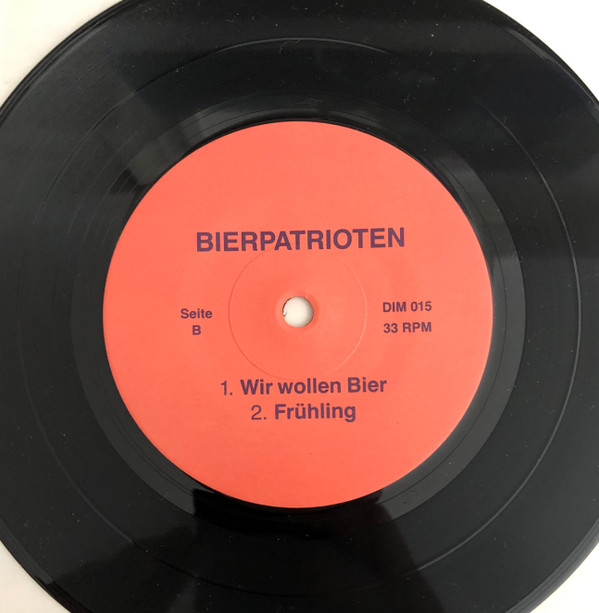 BIERPATRIOTEN
Seite
B
DIM 015
33 RPM
1. Wir wollen Bier
2. Frühling